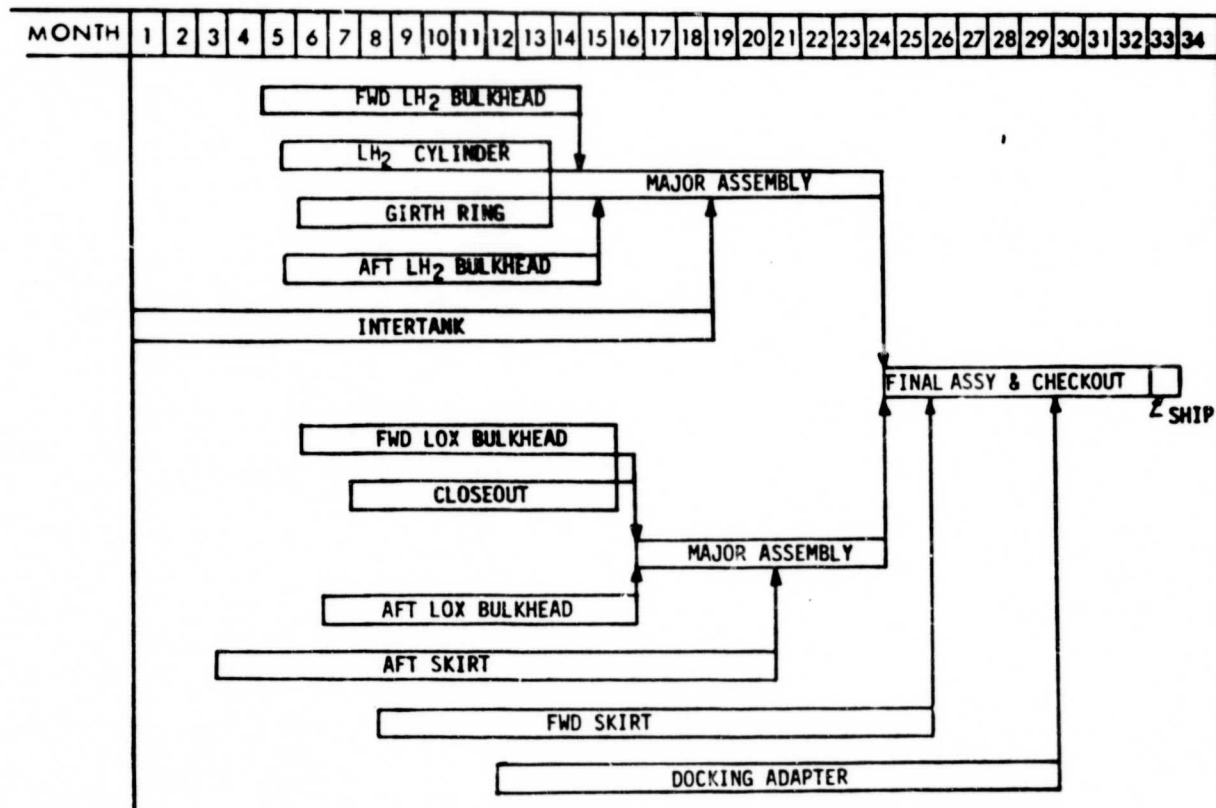 MONTH 1 2 3 4 5 6 7 8 9 10 11 12 13 14 15 16 17 18 19 20 21 22 23 24 25 26 27 28 29 30 31 32 33 34
FWD LH2 BULKHEAD
LH2 CYLINDER
MAJOR ASSEMBLY
GIRTH RING
AFT LH2 BULKHEAD
INTERTANK
FINAL ASSY & CHECKOUT
SHIP
FWD LOX BULKHEAD
CLOSEOUT
MAJOR ASSEMBLY
AFT LOX BULKHEAD
AFT SKIRT
FWD SKIRT
DOCKING ADAPTER